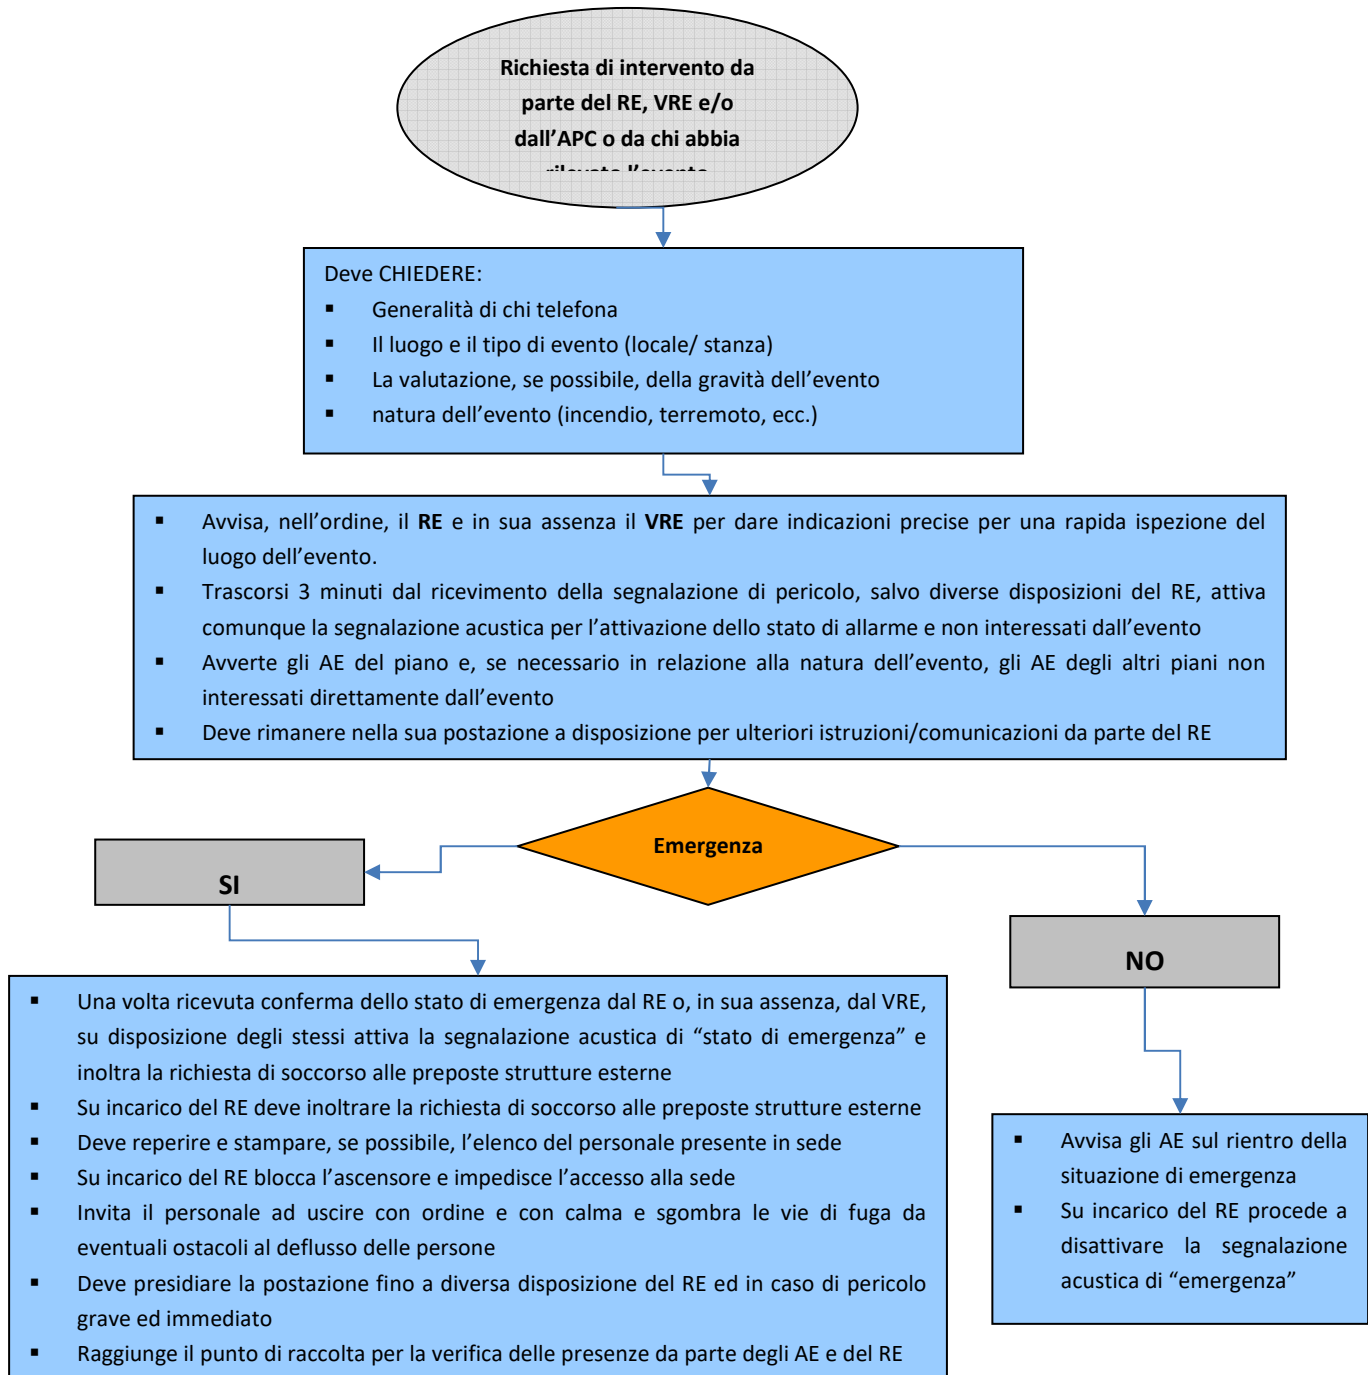 Richiesta di intervento da
parte del RE, VRE e/o
dall’APC o da chi abbia
rilevato l’evento
Deve CHIEDERE:
▪ Generalità di chi telefona
▪ Il luogo e il tipo di evento (locale/ stanza)
▪ La valutazione, se possibile, della gravità dell’evento
▪ natura dell’evento (incendio, terremoto, ecc.)
▪ Avvisa, nell’ordine, il RE e in sua assenza il VRE per dare indicazioni precise per una rapida ispezione del
luogo dell’evento.
▪ Trascorsi 3 minuti dal ricevimento della segnalazione di pericolo, salvo diverse disposizioni del RE, attiva
comunque la segnalazione acustica per l’attivazione dello stato di allarme e non interessati dall’evento
▪ Avverte gli AE del piano e, se necessario in relazione alla natura dell’evento, gli AE degli altri piani non
interessati direttamente dall’evento
▪ Deve rimanere nella sua postazione a disposizione per ulteriori istruzioni/comunicazioni da parte del RE
Emergenza
SI
NO
▪ Una volta ricevuta conferma dello stato di emergenza dal RE o, in sua assenza, dal VRE,
su disposizione degli stessi attiva la segnalazione acustica di “stato di emergenza” e
inoltra la richiesta di soccorso alle preposte strutture esterne
▪ Su incarico del RE deve inoltrare la richiesta di soccorso alle preposte strutture esterne
▪ Deve reperire e stampare, se possibile, l’elenco del personale presente in sede
▪ Su incarico del RE blocca l’ascensore e impedisce l’accesso alla sede
▪ Invita il personale ad uscire con ordine e con calma e sgombra le vie di fuga da
eventuali ostacoli al deflusso delle persone
▪ Deve presidiare la postazione fino a diversa disposizione del RE ed in caso di pericolo
grave ed immediato
▪ Raggiunge il punto di raccolta per la verifica delle presenze da parte degli AE e del RE
▪ Avvisa gli AE sul rientro della
situazione di emergenza
▪ Su incarico del RE procede a
disattivare la segnalazione
acustica di “emergenza”